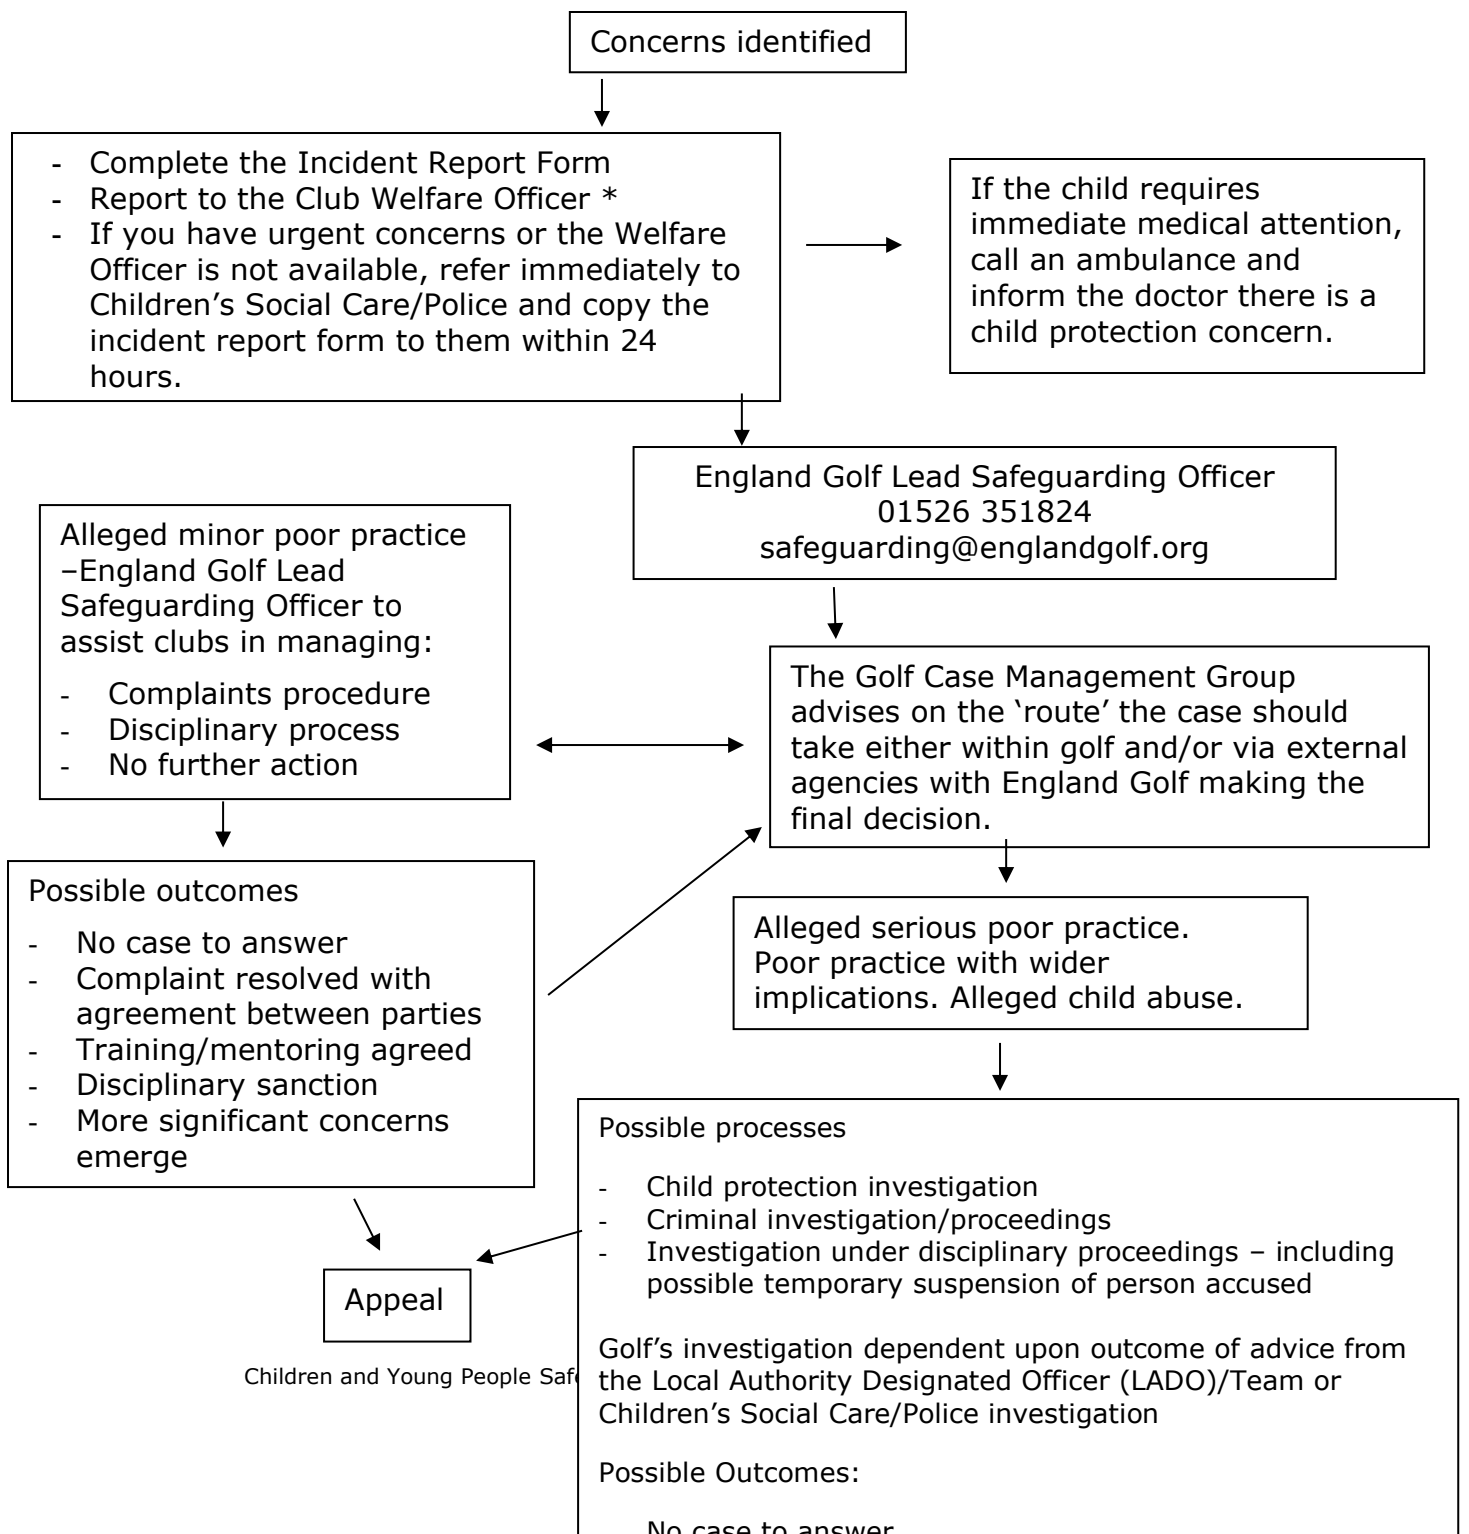 Concerns identified
- Complete the Incident Report Form
- Report to the Club Welfare Officer *
- If you have urgent concerns or the Welfare
Officer is not available, refer immediately to
Children’s Social Care/Police and copy the
incident report form to them within 24
hours.
If the child requires
immediate medical attention,
call an ambulance and
inform the doctor there is a
child protection concern.
England Golf Lead Safeguarding Officer
01526 351824
safeguarding@englandgolf.org
Alleged minor poor practice
–England Golf Lead
Safeguarding Officer to
assist clubs in managing:
- Complaints procedure
- Disciplinary process
- No further action
The Golf Case Management Group
advises on the ‘route’ the case should
take either within golf and/or via external
agencies with England Golf making the
final decision.
Possible outcomes
- No case to answer
- Complaint resolved with
agreement between parties
- Training/mentoring agreed
- Disciplinary sanction
- More significant concerns
emerge
Alleged serious poor practice.
Poor practice with wider
implications. Alleged child abuse.
Possible processes
- Child protection investigation
- Criminal investigation/proceedings
- Investigation under disciplinary proceedings – including
possible temporary suspension of person accused
Golf’s investigation dependent upon outcome of advice from
the Local Authority Designated Officer (LADO)/Team or
Children’s Social Care/Police investigation
Possible Outcomes:
No case to answer
Appeal
Children and Young People